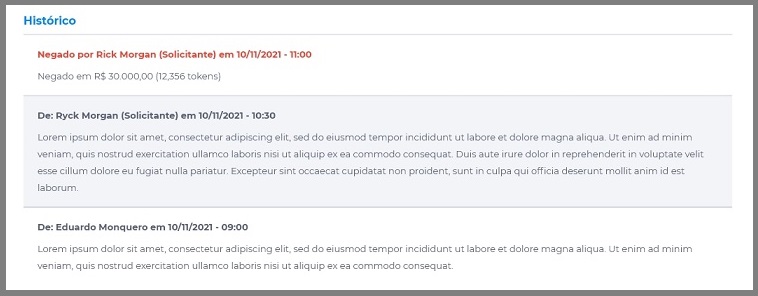 Histórico
Negado por Rick Morgan (Solicitante) em 10/11/2021 - 11:00
Negado em R$ 30.000,00 (12,356 tokens)
De: Ryck Morgan (Solicitante) em 10/11/2021 - 10:30
Lorem ipsum dolor sit amet, consectetur adipiscing elit, sed do eiusmod tempor incididunt ut labore et dolore magna aliqua. Ut enim ad minim
veniam, quis nostrud exercitation ullamco laboris nisi ut aliquip ex ea commodo consequat. Duis aute irure dolor in reprehenderit in voluptate velit
esse cillum dolore eu fugiat nulla pariatur. Excepteur sint occaecat cupidatat non proident, sunt in culpa qui officia deserunt mollit anim id est
laborum.
De: Eduardo Monquero em 10/11/2021 - 09:00
Lorem ipsum dolor sit amet, consectetur adipiscing elit, sed do eiusmod tempor incididunt ut labore et dolore magna aliqua. Ut enim ad minim
veniam, quis nostrud exercitation ullamco laboris nisi ut aliquip ex ea commodo consequat.